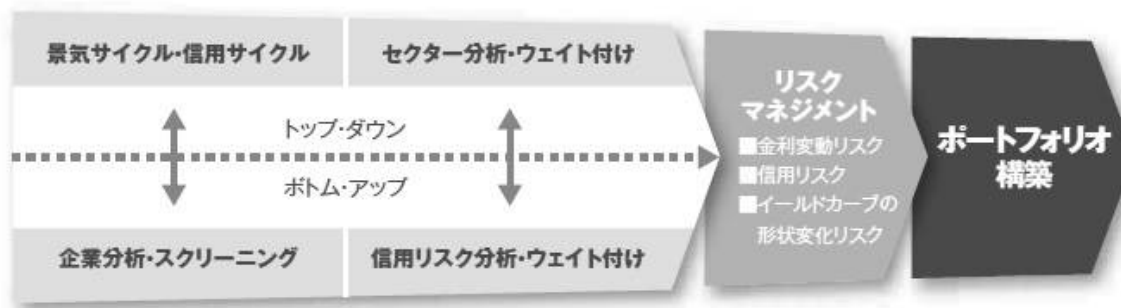 景気サイクル・信用サイクル
セクター分析・ウェイト付け
トップ・ダウン
ボトム・アップ
企業分析・スクリーニング
信用リスク分析・ウェイト付け
リスク
マネジメント
■金利変動リスク
■信用リスク
■イールドカーブの
形状変化リスク
ポートフォリオ
構築